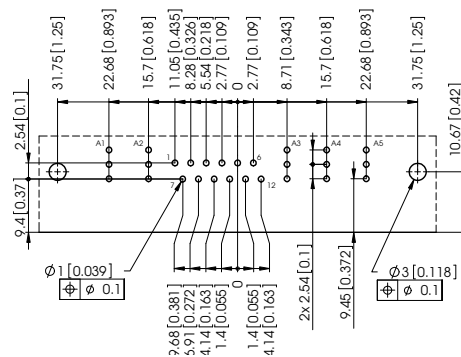 31.75 [1.25]
22.68 [0.893]
15.7 [0.618]
11.05 [0.435]
8.28 [0.326]
5.54 [0.218]
2.77 [0.109]
0
2.77 [0.109]
8.71 [0.343]
15.7 [0.618]
22.68 [0.893]
31.75 [1.25]
2.54 [0.1]
10.67 [0.42]
A1
A2
1
6
A3
A4
A5
7
12
9.4 [0.37
Ø1 [0.039]
⌖ Ø 0.1
9.68 [0.381]
6.91 [0.272]
4.14 [0.163]
1.4 [0.055]
0
1.4 [0.055]
4.14 [0.163]
2x 2.54 [0.1]
9.45 [0.372]
Ø3 [0.118]
⌖ Ø 0.1